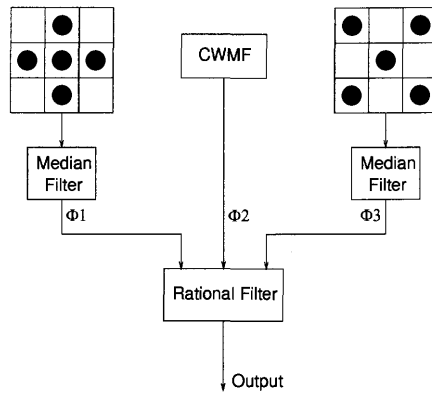 CWMF
Median
Filter
Median
Filter
Φ1
Φ2
Φ3
Rational Filter
Output